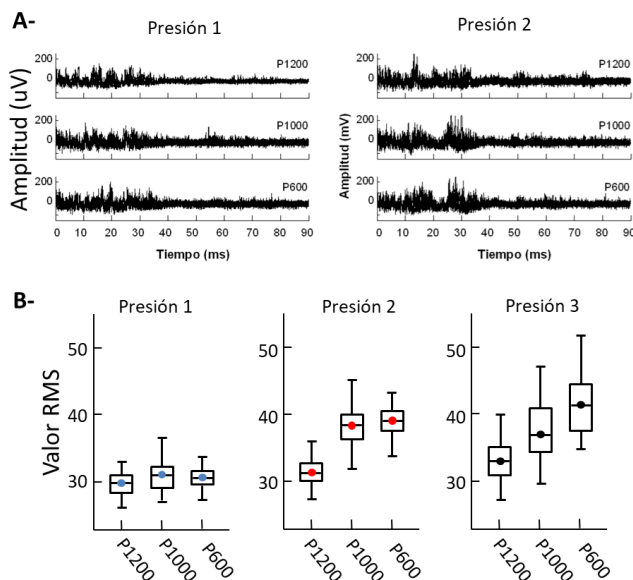 A-
Presión 1
Presión 2
Amplitud (uV)
200
0
P1200
200
0
P1000
200
0
P600
0 10 20 30 40 50 60 70 80 90
Tiempo (ms)
Amplitud (mV)
200
0
P1200
200
0
P1000
200
0
P600
0 10 20 30 40 50 60 70 80 90
Tiempo (ms)
B-
Presión 1
Presión 2
Presión 3
Valor RMS
50
40
30
P1200 P1000 P600
50
40
30
P1200 P1000 P600
50
40
30
P1200 P1000 P600